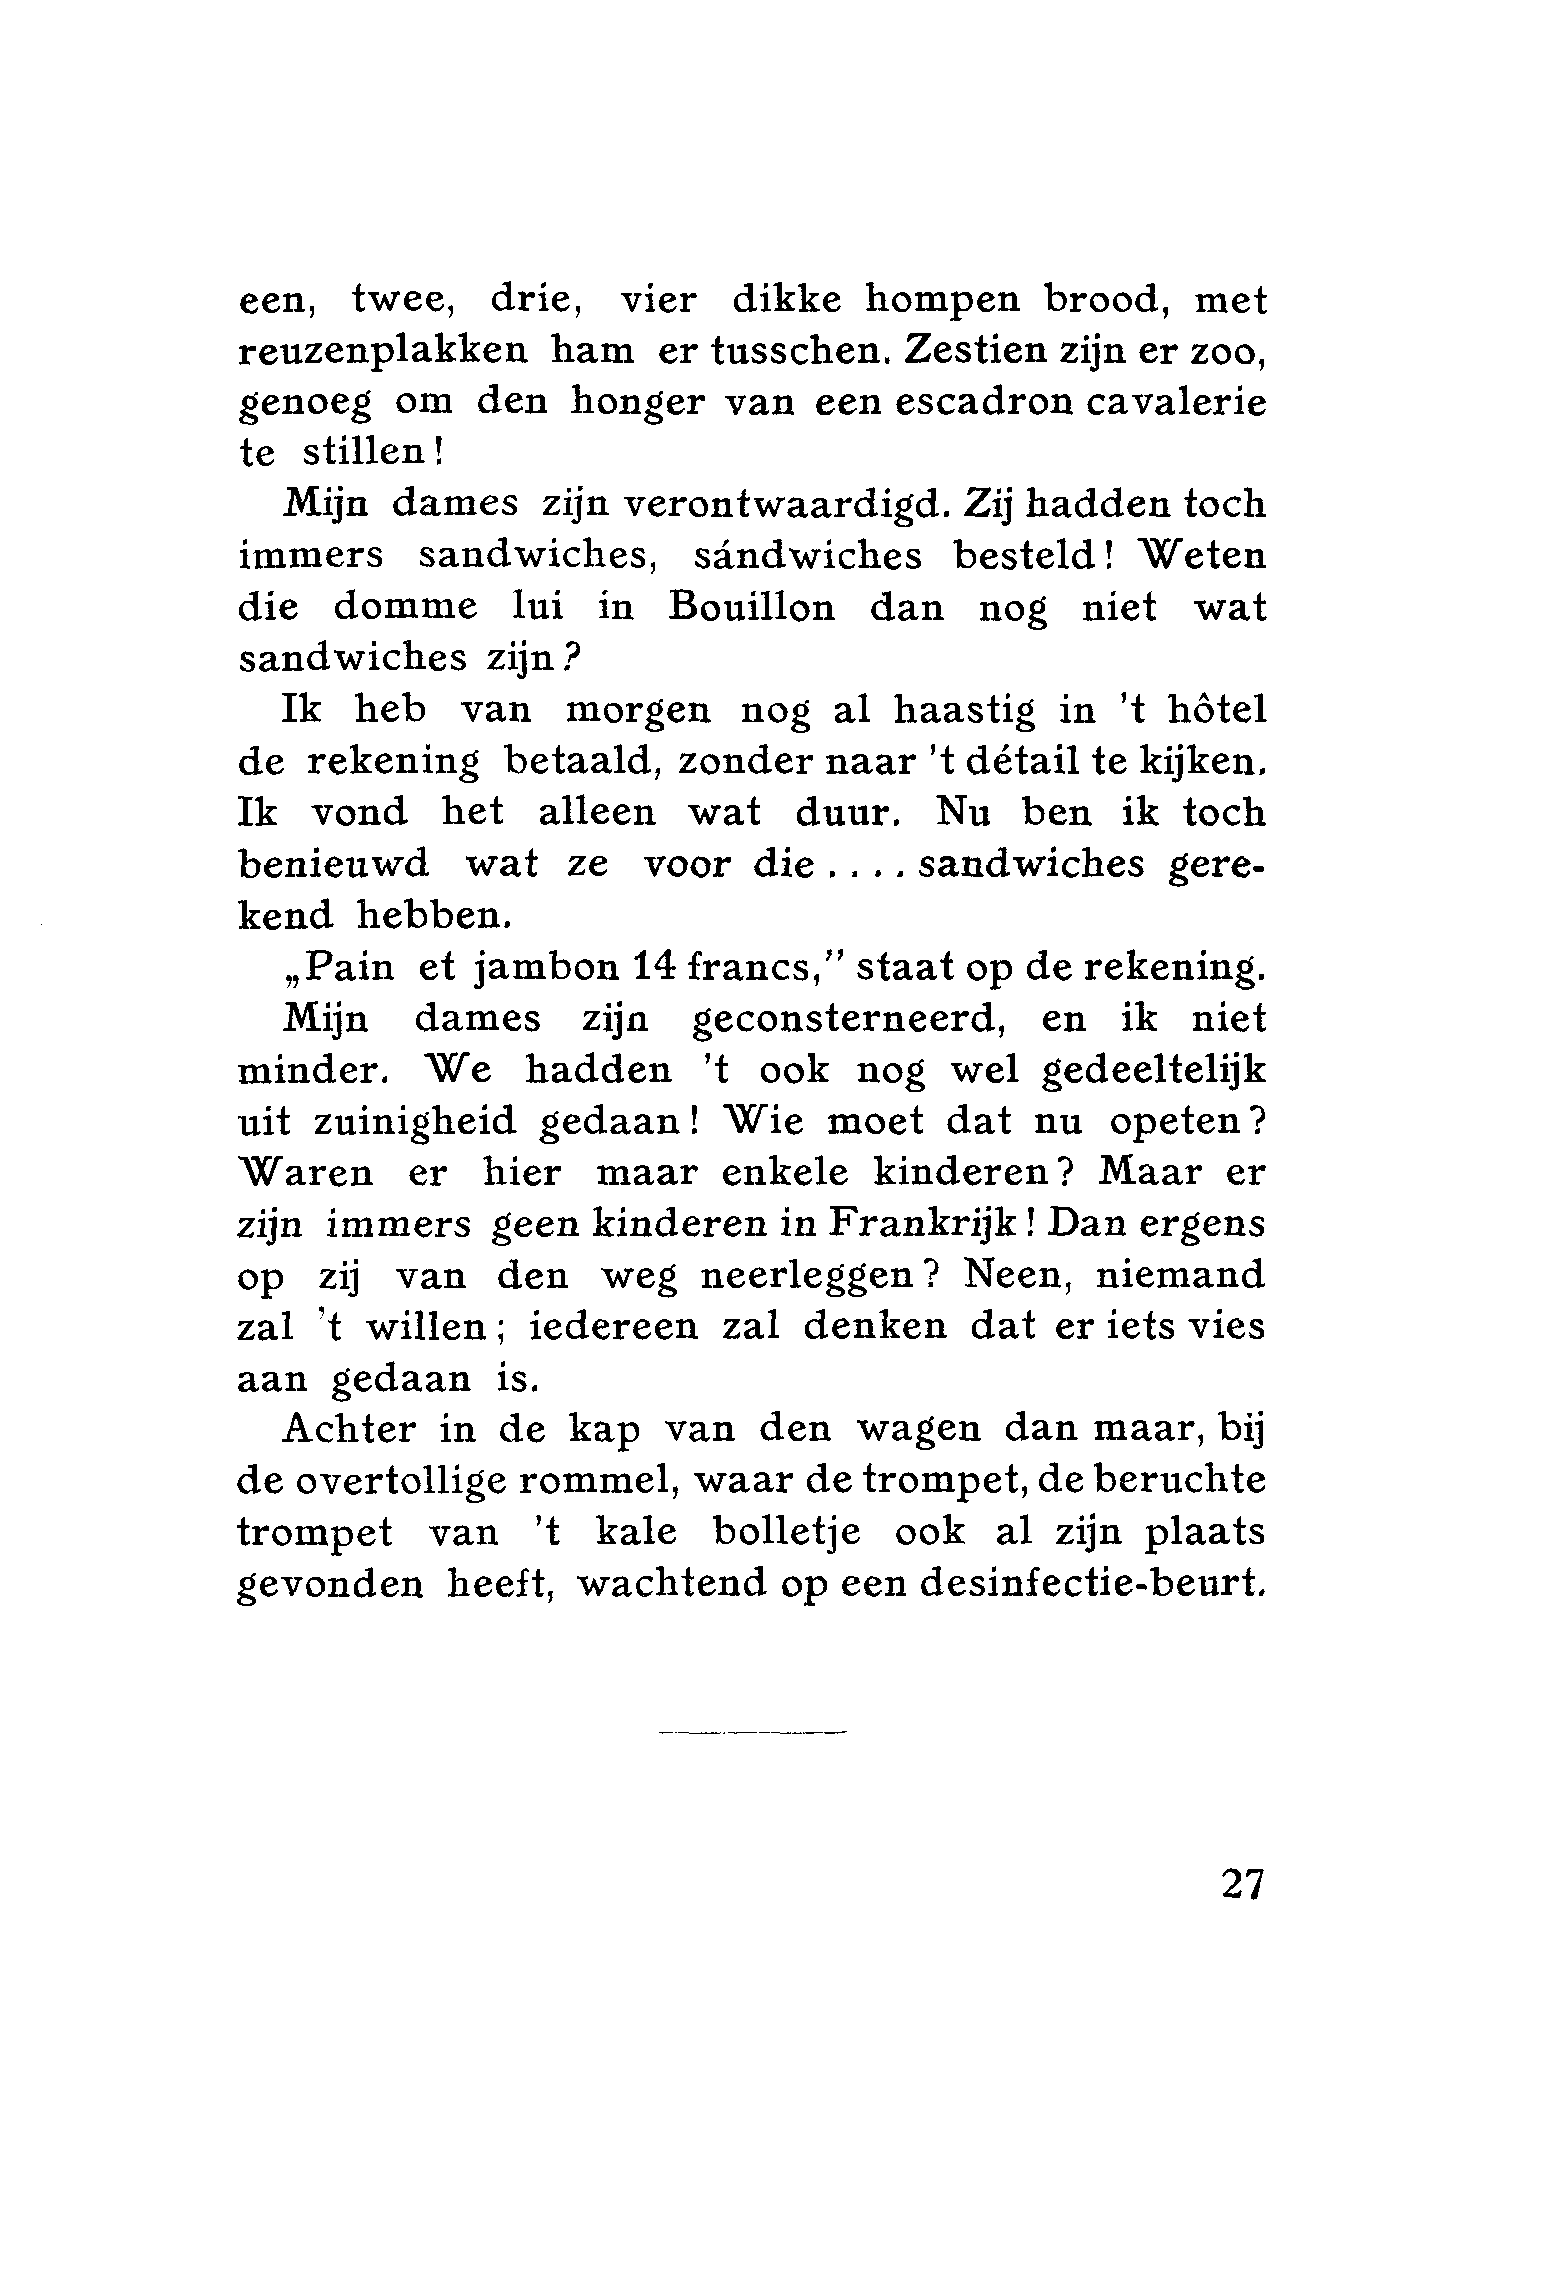 een, twee, drie, vier dikke hompen brood, met
reuzenplakken ham er tusschen. Zestien zijn er zoo,
genoeg om den honger van een escadron cavalerie
te stillen!
Mijn dames zijn verontwaardigd. Zij hadden toch
immers sandwiches, sándwiches besteld! Weten
die domme lui in Bouillon dan nog niet wat
sandwiches zijn?
Ik heb van morgen nog al haastig in 't hôtel
de rekening betaald, zonder naar 't détail te kijken.
Ik vond het alleen wat duur. Nu ben ik toch
benieuwd wat ze voor die .... sandwiches gere-
kend hebben.
„Pain et jambon 14 francs,” staat op de rekening.
Mijn dames zijn geconsterneerd, en ik niet
minder. We hadden 't ook nog wel gedeeltelijk
uit zuinigheid gedaan! Wie moet dat nu opeten?
Waren er hier maar enkele kinderen? Maar er
zijn immers geen kinderen in Frankrijk! Dan ergens
op zij van den weg neerleggen? Neen, niemand
zal 't willen; iedereen zal denken dat er iets vies
aan gedaan is.
Achter in de kap van den wagen dan maar, bij
de overtollige rommel, waar de trompet, de beruchte
trompet van 't kale bolletje ook al zijn plaats
gevonden heeft, wachtend op een desinfectie-beurt.
27